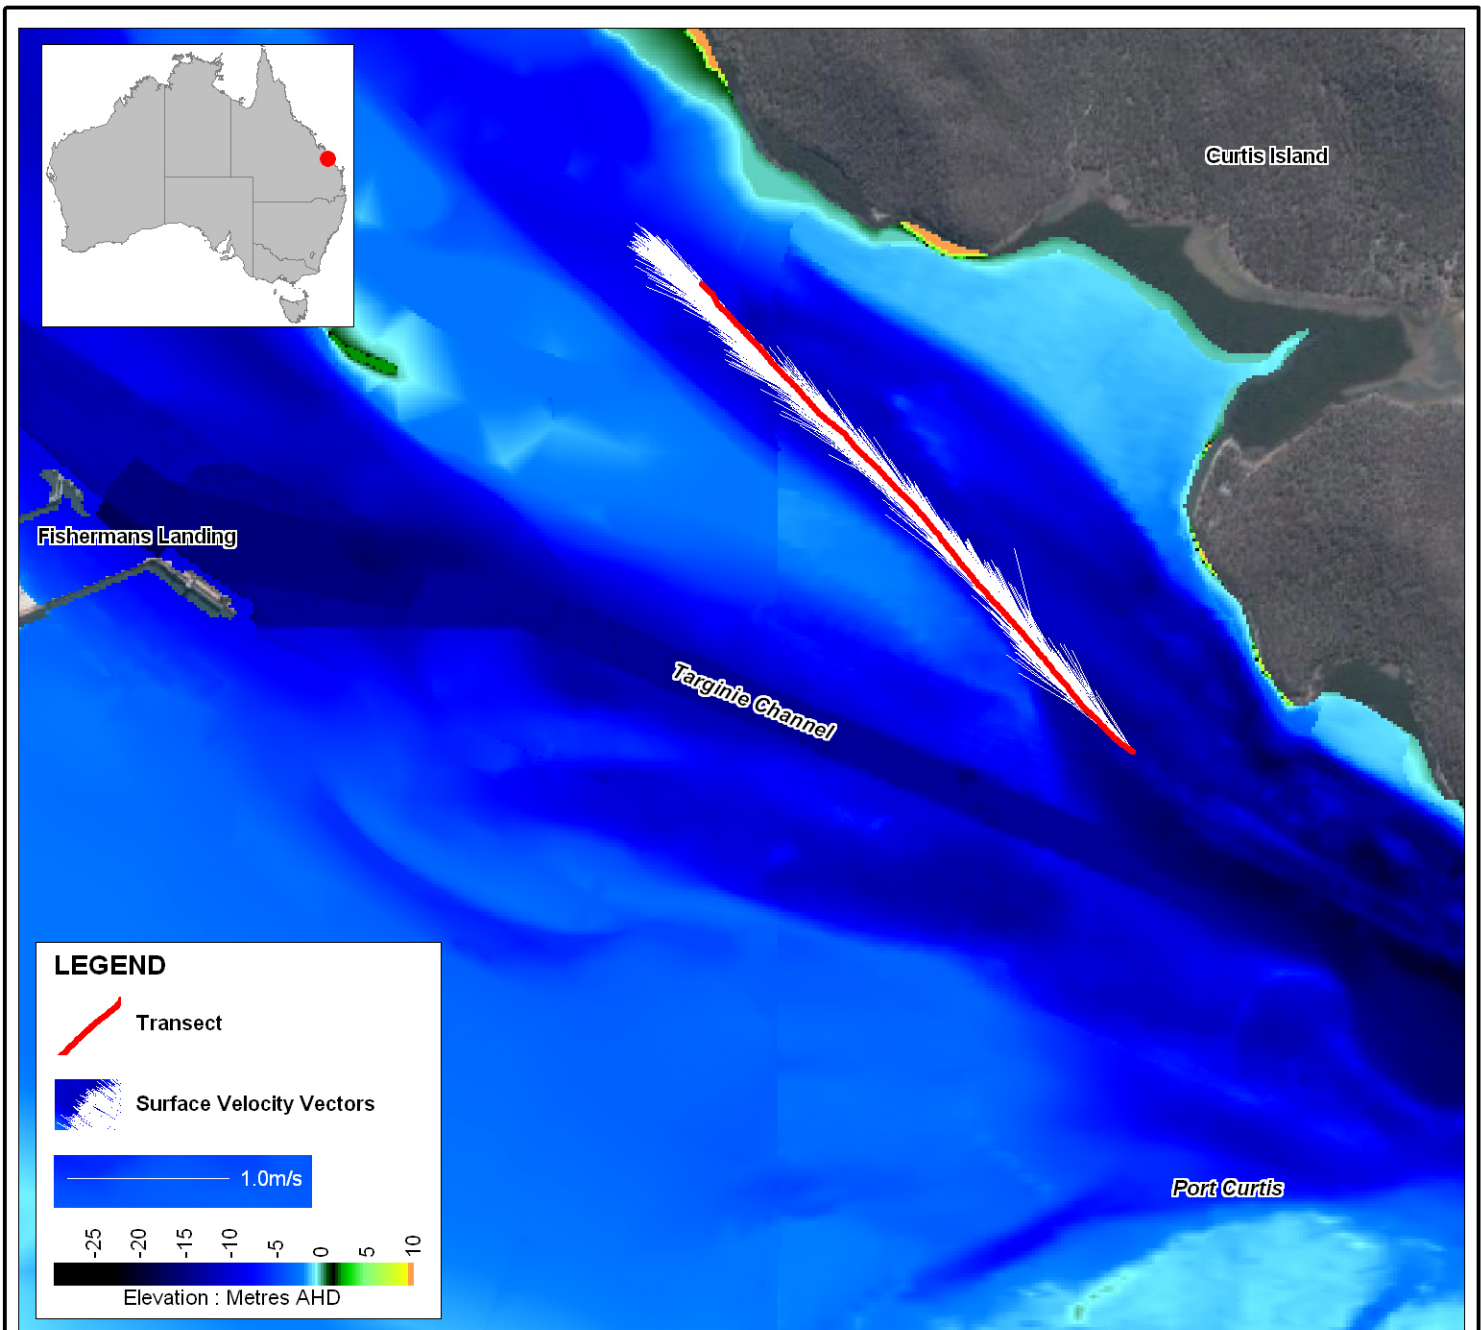 Curtis Island
Fishermans Landing
Targinie Channel
Port Curtis
LEGEND
Transect
Surface Velocity Vectors
1.0m/s
-25 -20 -15 -10 -5 0 5 10
Elevation : Metres AHD